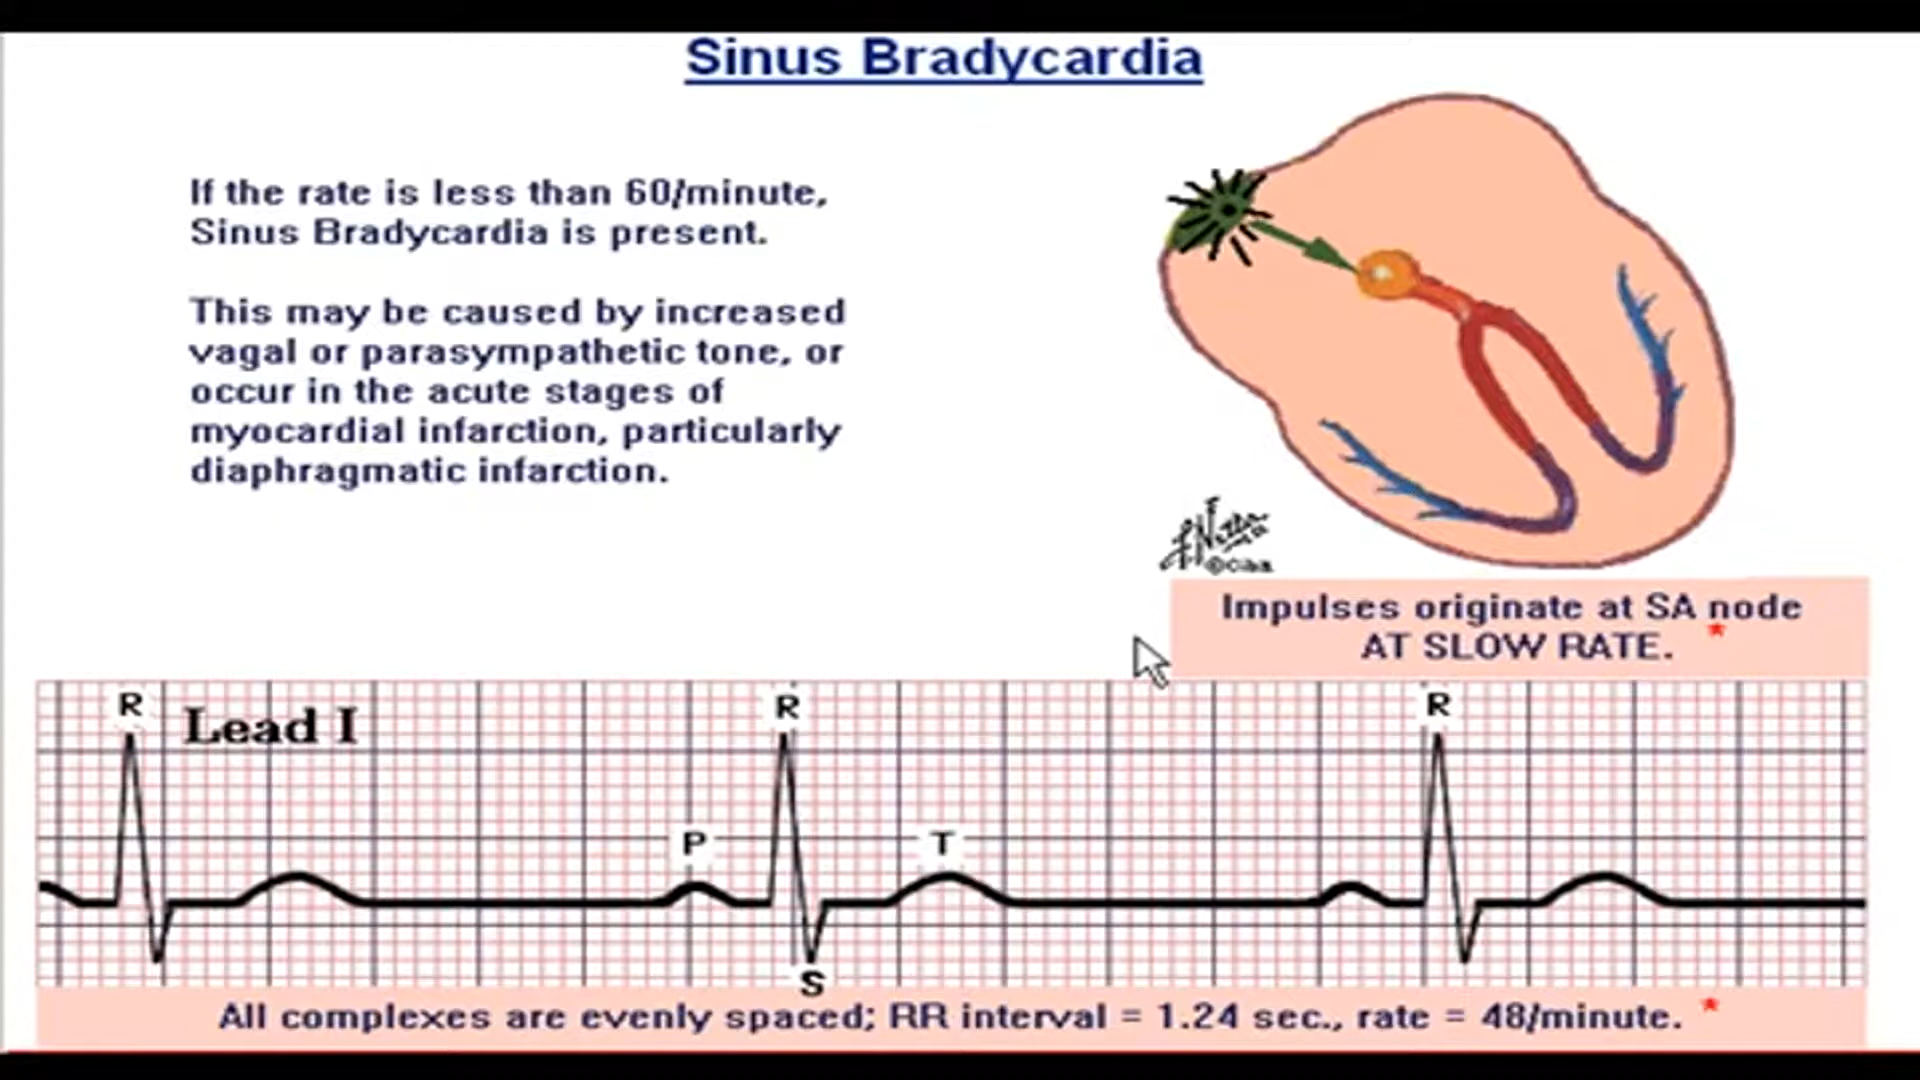 Sinus Bradycardia
If the rate is less than 60/minute,
Sinus Bradycardia is present.
This may be caused by increased
vagal or parasympathetic tone, or
occur in the acute stages of
myocardial infarction, particularly
diaphragmatic infarction.
Impulses originate at SA node
AT SLOW RATE. *
R
Lead I
R
R
P
T
S
All complexes are evenly spaced; RR interval = 1.24 sec., rate = 48/minute. *